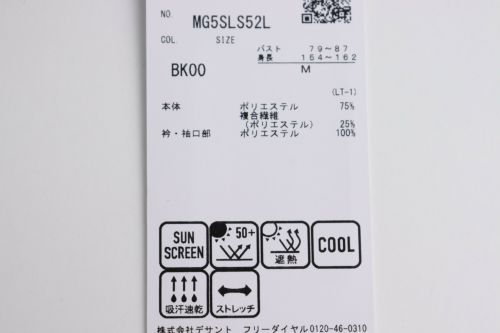 NO. MG5SLS52L
COL. SIZE
バスト 79～87
身長 154～162
BK00 M
(LT-1)
本体 ポリエステル 75%
複合繊維
(ポリエステル) 25%
衿・袖口部 ポリエステル 100%
SUN SCREEN
50+
遮熱
COOL
吸汗速乾
ストレッチ
株式会社デサント フリーダイヤル0120-46-0310